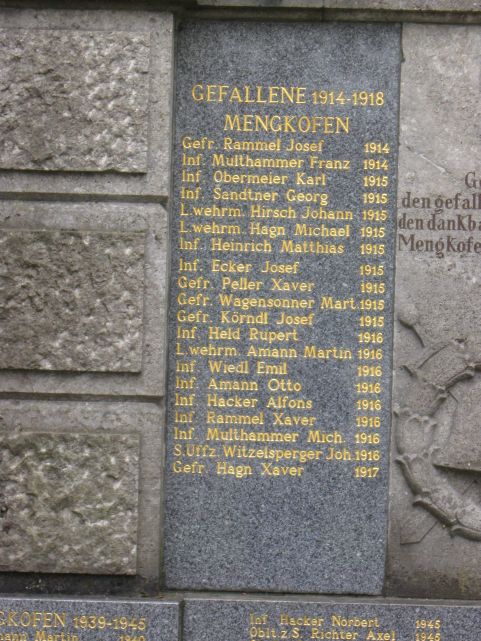 GEFALLENE 1914-1918
MENGKOFEN
Gefr. Rammel Josef 1914
Inf. Multhammer Franz 1914
Inf. Obermeier Karl 1915
Inf. Sandtner Georg 1915
L.wehrm. Hirsch Johann 1915
L.wehrm. Hagn Michael 1915
Inf. Heinrich Matthias 1915
Inf. Ecker Josef 1915
Gefr. Peller Xaver 1915
Gefr. Wagensonner Mart. 1915
Gefr. Körndl Josef 1915
Inf. Held Rupert 1916
L.wehrm. Amann Martin 1916
Inf. Wiedl Emil 1916
Inf. Amann Otto 1916
Inf. Hacker Alfons 1916
Inf. Rammel Xaver 1916
Inf. Multhammer Mich. 1916
S.Uffz. Witzelsperger Joh. 1916
Gefr. Hagn Xaver 1917
den gefall
den dankba
Mengkofe
GKOFEN 1939-1945
mann Martin 1940
Inf. Hacker Norbert 1945
Oblt.z.S. Richter Axel 1945